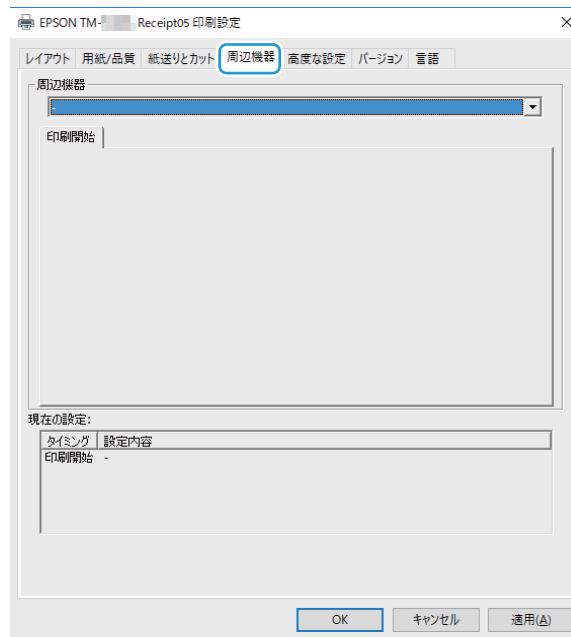 EPSON TM- Receipt05 印刷設定
レイアウト 用紙/品質 紙送りとカット 周辺機器 高度な設定 バージョン 言語
周辺機器
-
印刷開始
現在の設定:
タイミング 設定内容
印刷開始 -
OK キャンセル 適用(A)